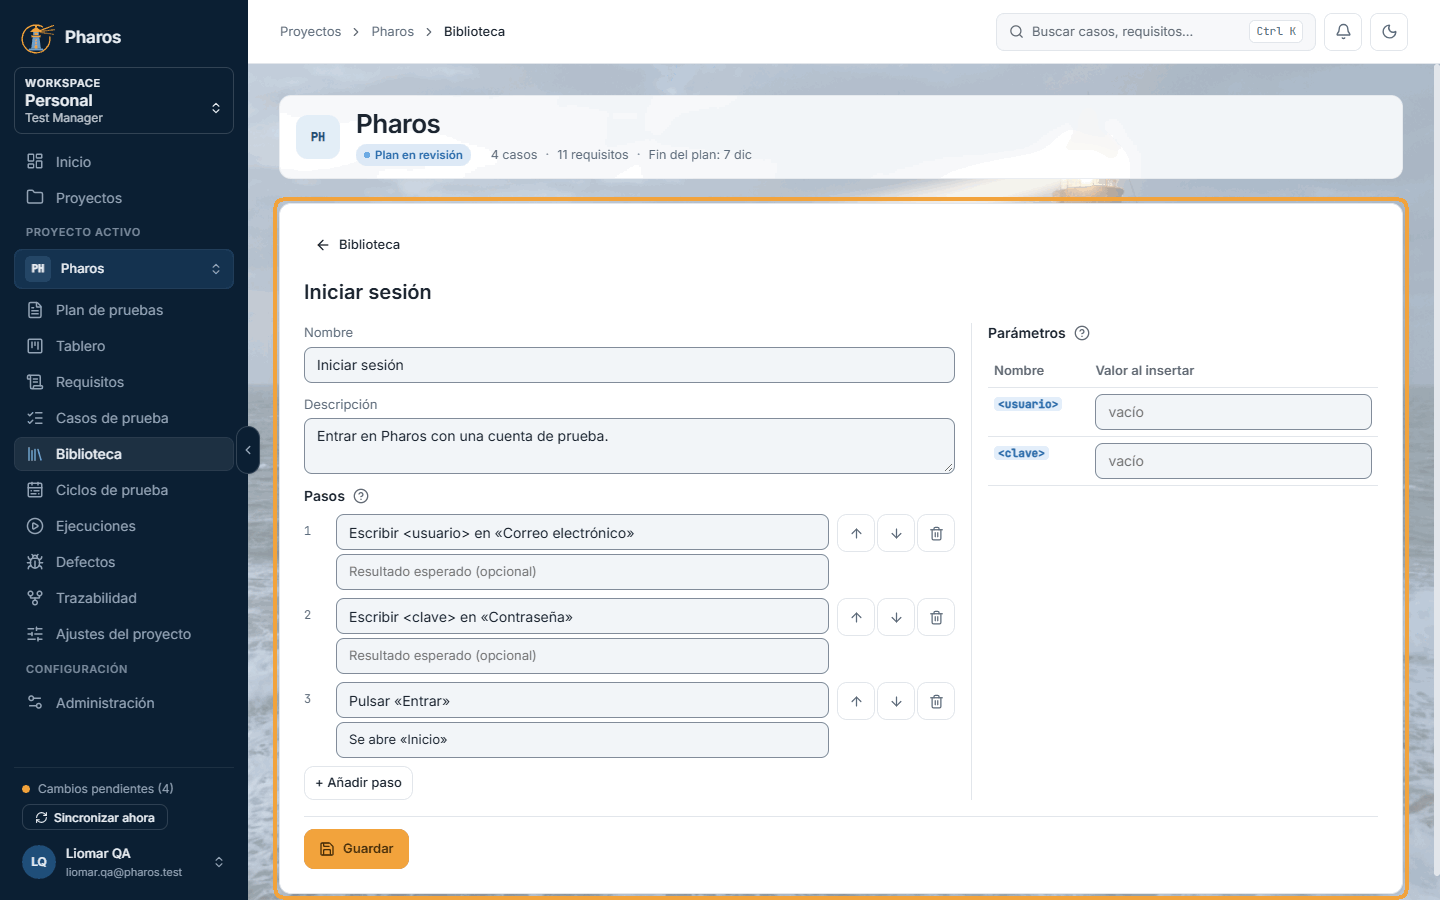 Pharos
WORKSPACE
Personal
Test Manager
Inicio
Proyectos
PROYECTO ACTIVO
PH Pharos
Plan de pruebas
Tablero
Requisitos
Casos de prueba
Biblioteca
Ciclos de prueba
Ejecuciones
Defectos
Trazabilidad
Ajustes del proyecto
CONFIGURACIÓN
Administración
Cambios pendientes (4)
Sincronizar ahora
LQ
Liomar QA
liomar.qa@pharos.test
Proyectos > Pharos > Biblioteca
Buscar casos, requisitos... Ctrl K
PH
Pharos
Plan en revisión 4 casos · 11 requisitos · Fin del plan: 7 dic
← Biblioteca
Iniciar sesión
Nombre
Iniciar sesión
Descripción
Entrar en Pharos con una cuenta de prueba.
Pasos ?
1 Escribir <usuario> en «Correo electrónico»
Resultado esperado (opcional)
2 Escribir <clave> en «Contraseña»
Resultado esperado (opcional)
3 Pulsar «Entrar»
Se abre «Inicio»
+ Añadir paso
Guardar
Parámetros ?
Nombre Valor al insertar
<usuario> vacío
<clave> vacío